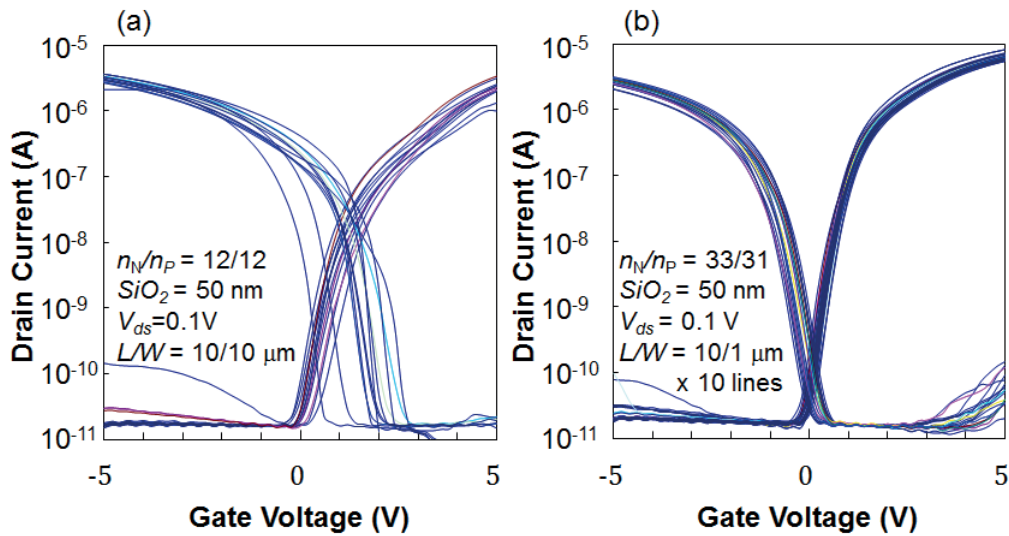 (a)
10-5
10-6
10-7
10-8
10-9
10-10
10-11
Drain Current (A)
nN/nP = 12/12
SiO2 = 50 nm
Vds=0.1V
L/W = 10/10 μm
-5 0 5
Gate Voltage (V)
(b)
10-5
10-6
10-7
10-8
10-9
10-10
10-11
Drain Current (A)
nN/nP = 33/31
SiO2 = 50 nm
Vds = 0.1 V
L/W = 10/1 μm
x 10 lines
-5 0 5
Gate Voltage (V)